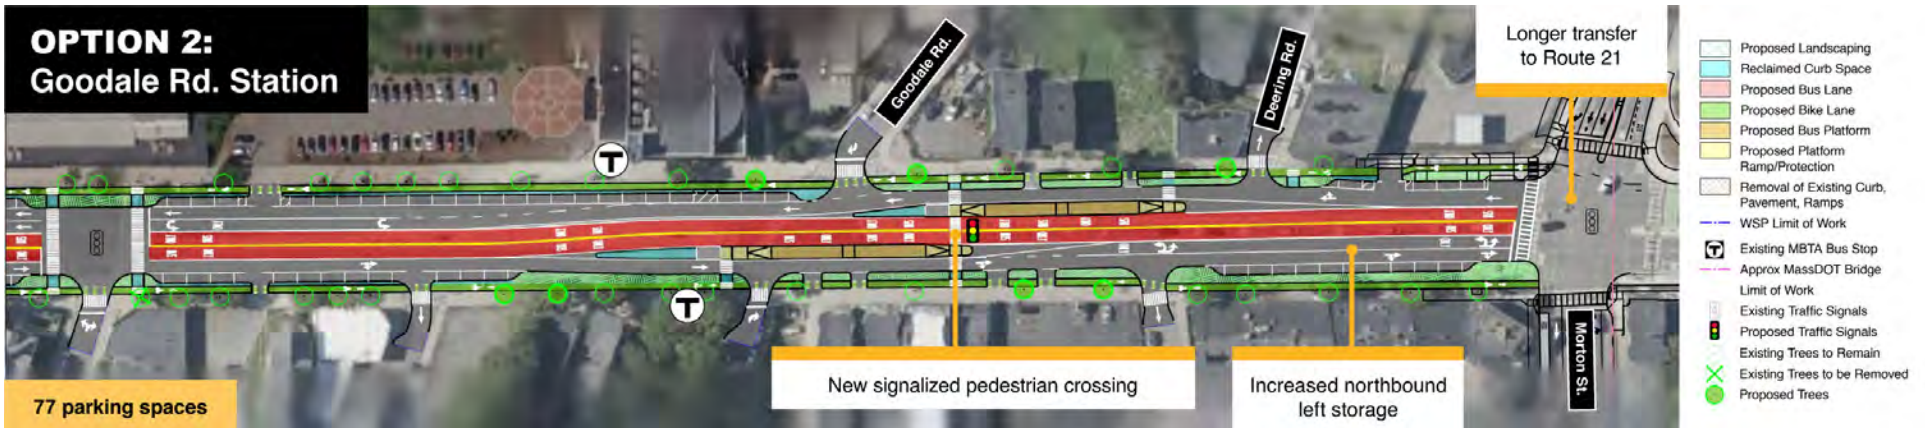 OPTION 2:
Goodale Rd. Station
Goodale Rd.
Deering Rd.
Longer transfer
to Route 21
T
T
Morton St.
New signalized pedestrian crossing
Increased northbound
left storage
77 parking spaces
Proposed Landscaping
Reclaimed Curb Space
Proposed Bus Lane
Proposed Bike Lane
Proposed Bus Platform
Proposed Platform
Ramp/Protection
Removal of Existing Curb,
Pavement, Ramps
WSP Limit of Work
T
Existing MBTA Bus Stop
Approx MassDOT Bridge
Limit of Work
Existing Traffic Signals
Proposed Traffic Signals
Existing Trees to Remain
Existing Trees to be Removed
Proposed Trees